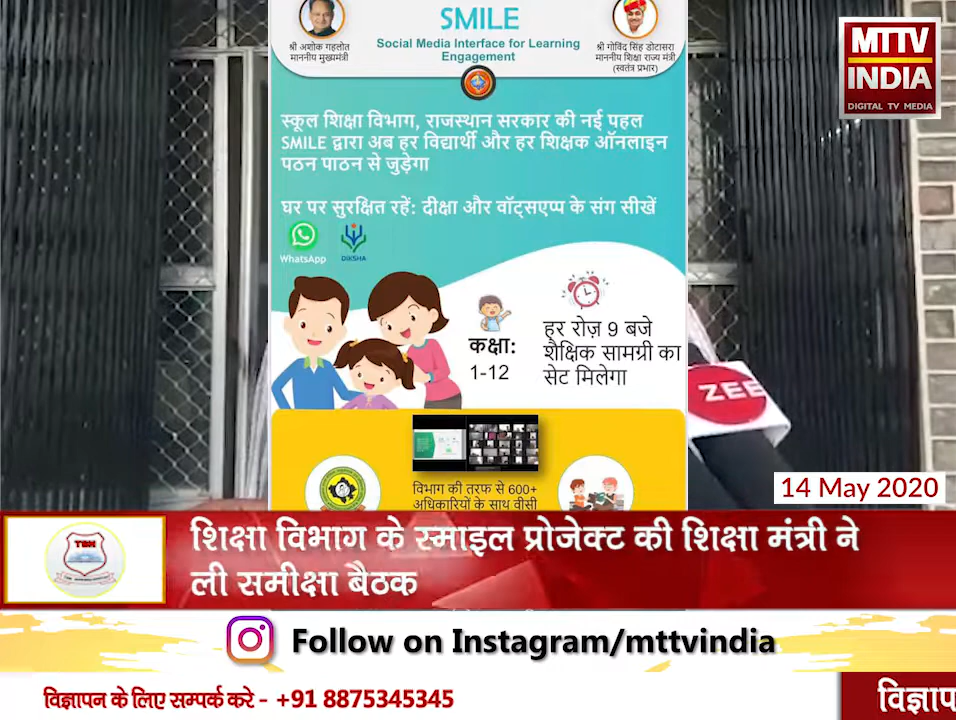 SMILE
Social Media Interface for Learning
Engagement
श्री अशोक गहलोत
माननीय मुख्यमंत्री
श्री गोविंद सिंह डोटासरा
माननीय शिक्षा राज्य मंत्री
(स्वतंत्र प्रभार)
MTTV
INDIA
DIGITAL TV MEDIA
स्कूल शिक्षा विभाग, राजस्थान सरकार की नई पहल
SMILE द्वारा अब हर विद्यार्थी और हर शिक्षक ऑनलाइन
पठन पाठन से जुड़ेगा
घर पर सुरक्षित रहें: दीक्षा और वॉट्सएप्प के संग सीखें
WhatsApp
DIKSHA
कक्षा:
1-12
हर रोज़ 9 बजे
शैक्षिक सामग्री का
सेट मिलेगा
ZEE
विभाग की तरफ से 600+
अधिकारियों के साथ वीसी
14 May 2020
शिक्षा विभाग के स्माइल प्रोजेक्ट की शिक्षा मंत्री ने
ली समीक्षा बैठक
Follow on Instagram/mttvindia
विज्ञापन के लिए सम्पर्क करे - +91 8875345345
विज्ञाप